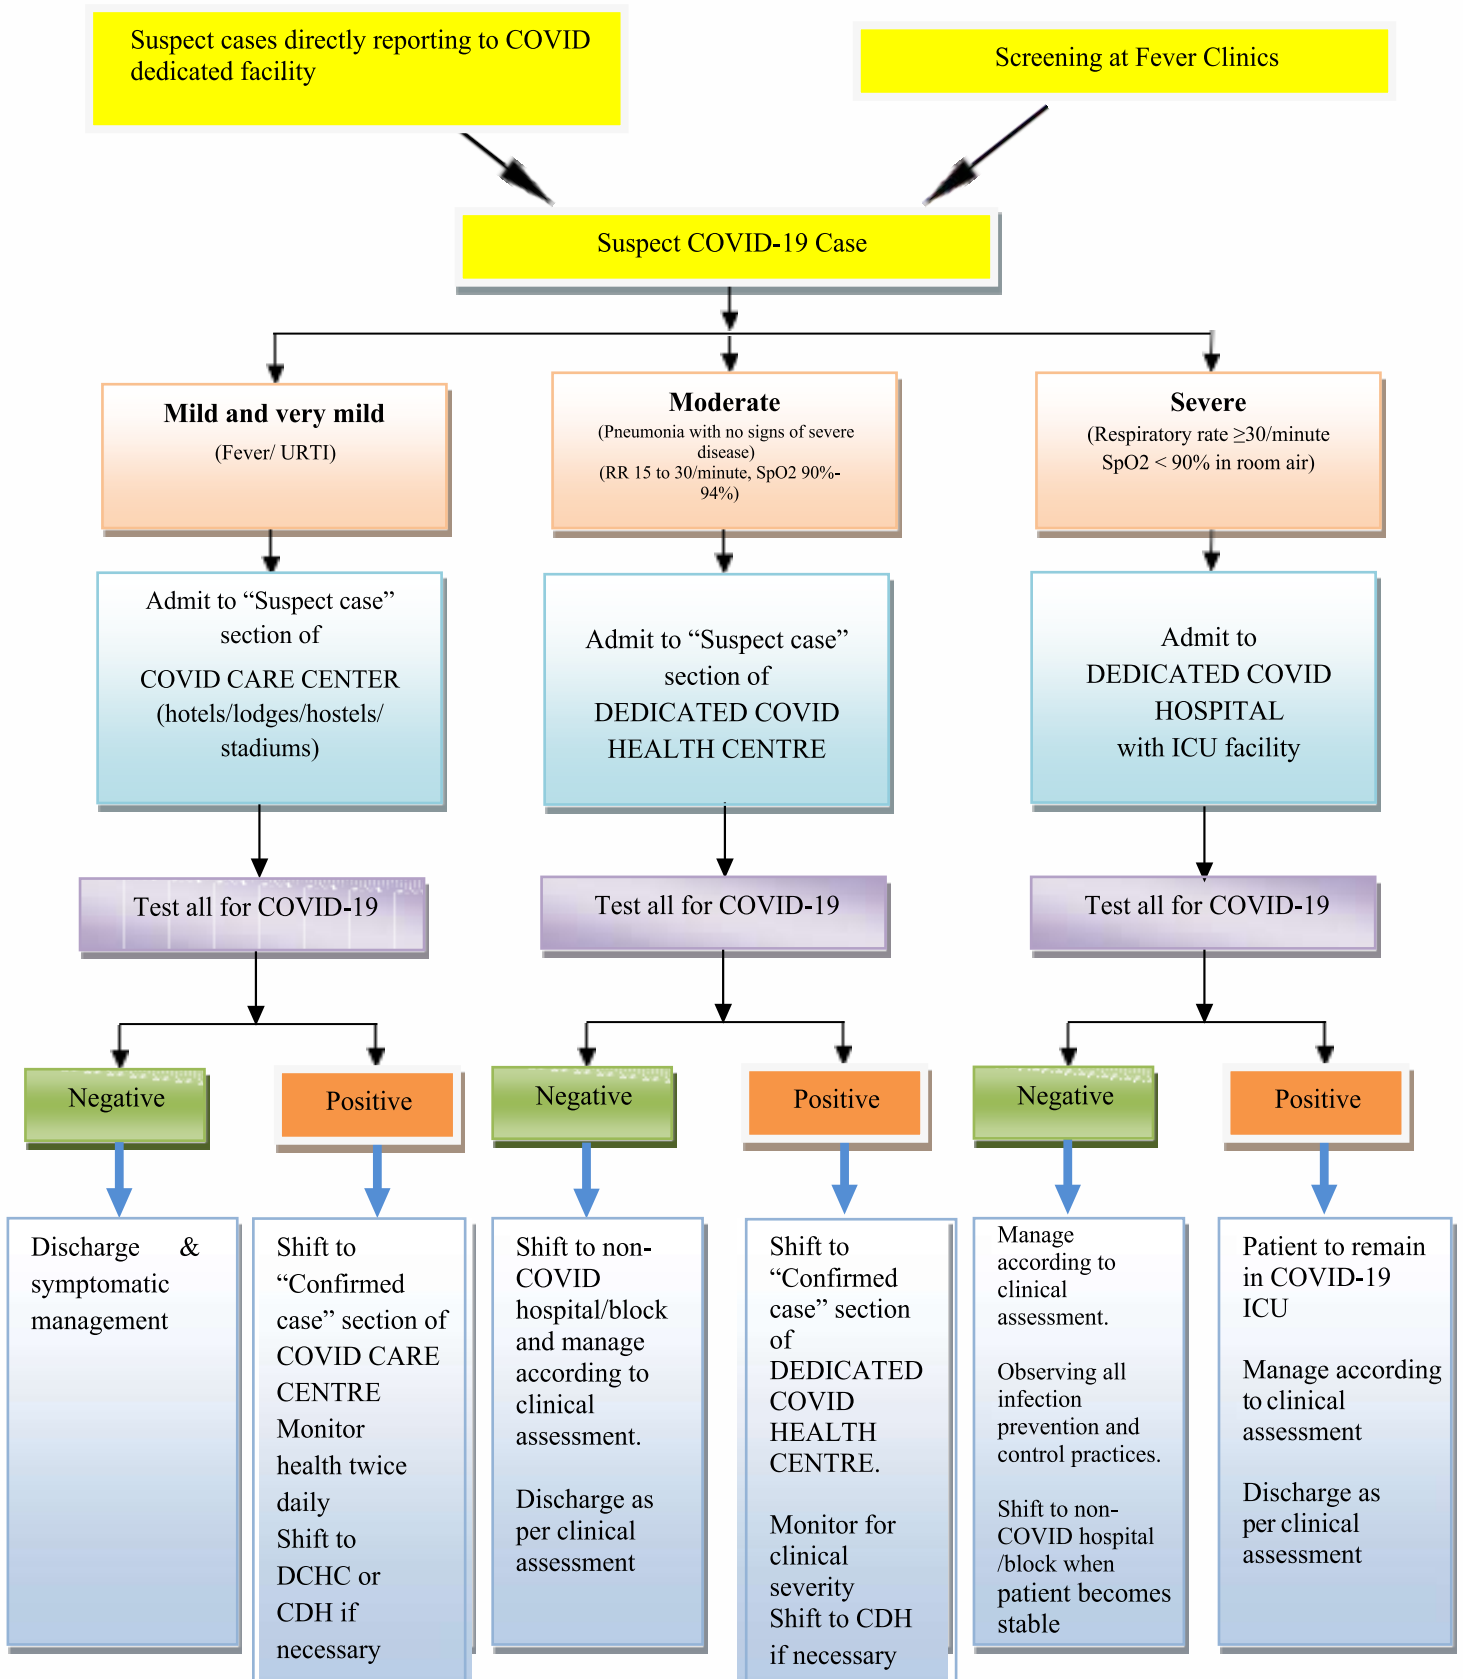 Suspect cases directly reporting to COVID
dedicated facility
Screening at Fever Clinics
Suspect COVID-19 Case
Mild and very mild
(Fever/ URTI)
Moderate
(Pneumonia with no signs of severe
disease)
(RR 15 to 30/minute, SpO2 90%-
94%)
Severe
(Respiratory rate ≥30/minute
SpO2 < 90% in room air)
Admit to “Suspect case”
section of
COVID CARE CENTER
(hotels/lodges/hostels/
stadiums)
Admit to “Suspect case”
section of
DEDICATED COVID
HEALTH CENTRE
Admit to
DEDICATED COVID
HOSPITAL
with ICU facility
Test all for COVID-19
Test all for COVID-19
Test all for COVID-19
Negative
Positive
Negative
Positive
Negative
Positive
Discharge &
symptomatic
management
Shift to
“Confirmed
case” section of
COVID CARE
CENTRE
Monitor
health twice
daily
Shift to
DCHC or
CDH if
necessary
Shift to non-
COVID
hospital/block
and manage
according to
clinical
assessment.
Discharge as
per clinical
assessment
Shift to
“Confirmed
case” section
of
DEDICATED
COVID
HEALTH
CENTRE.
Monitor for
clinical
severity
Shift to CDH
if necessary
Manage
according to
clinical
assessment.
Observing all
infection
prevention and
control practices.
Shift to non-
COVID hospital
/block when
patient becomes
stable
Patient to remain
in COVID-19
ICU
Manage according
to clinical
assessment
Discharge as
per clinical
assessment